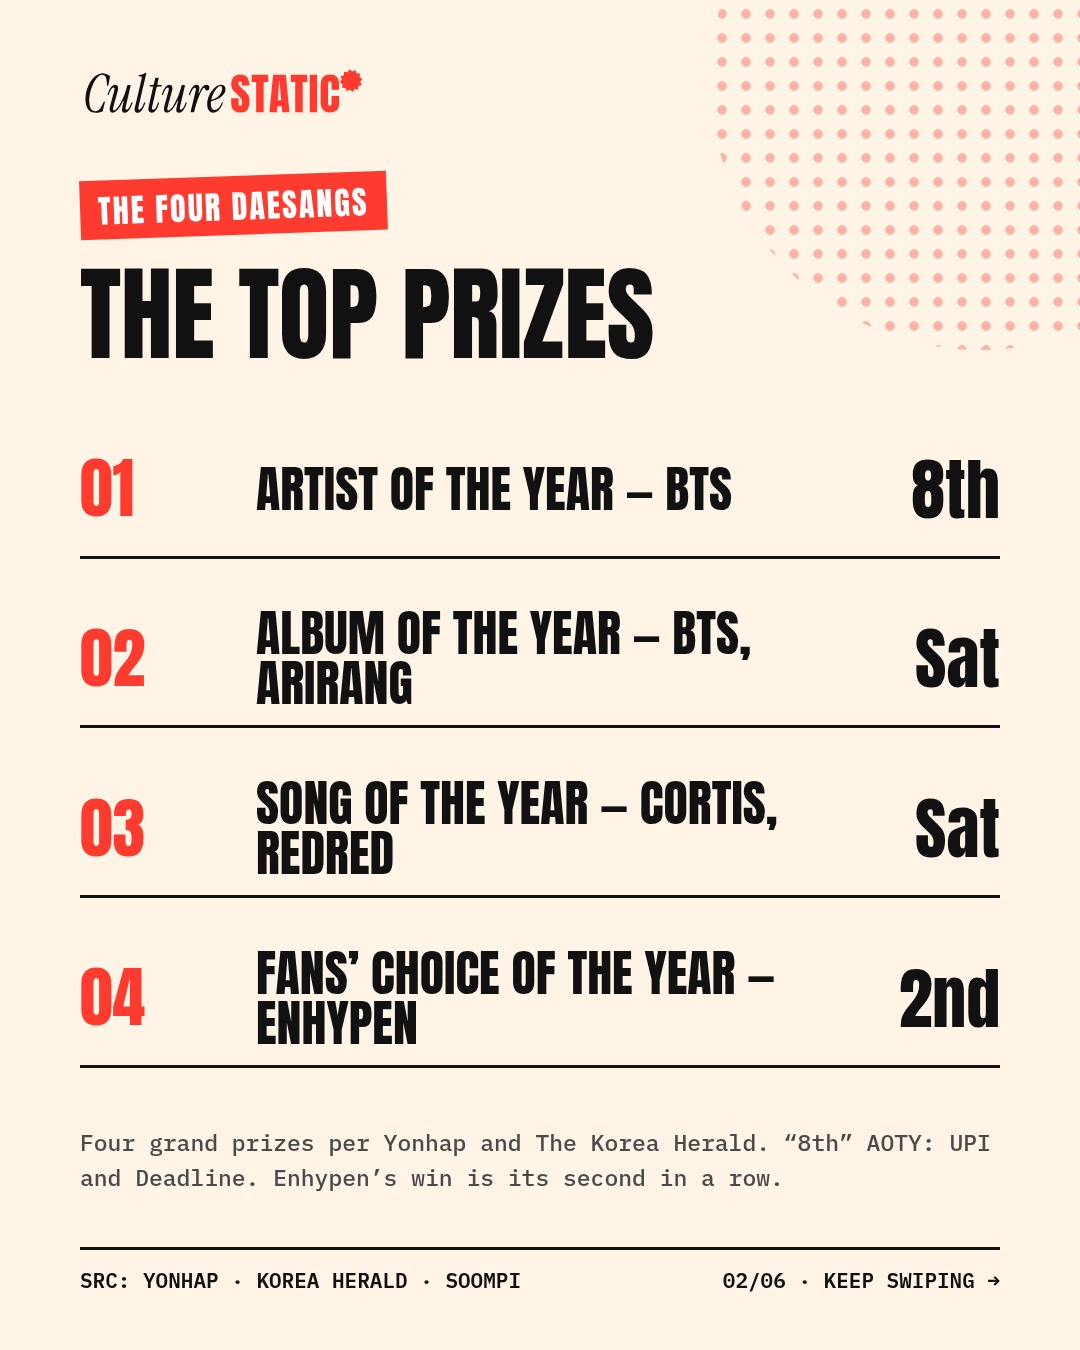 Culture STATIC
THE FOUR DAESANGS
THE TOP PRIZES
01 ARTIST OF THE YEAR – BTS 8th
02 ALBUM OF THE YEAR – BTS, Sat
ARIRANG
03 SONG OF THE YEAR – CORTIS, Sat
REDRED
04 FANS’ CHOICE OF THE YEAR – 2nd
ENHYPEN
Four grand prizes per Yonhap and The Korea Herald. “8th” AOTY: UPI
and Deadline. Enhypen’s win is its second in a row.
SRC: YONHAP · KOREA HERALD · SOOMPI 02/06 · KEEP SWIPING →